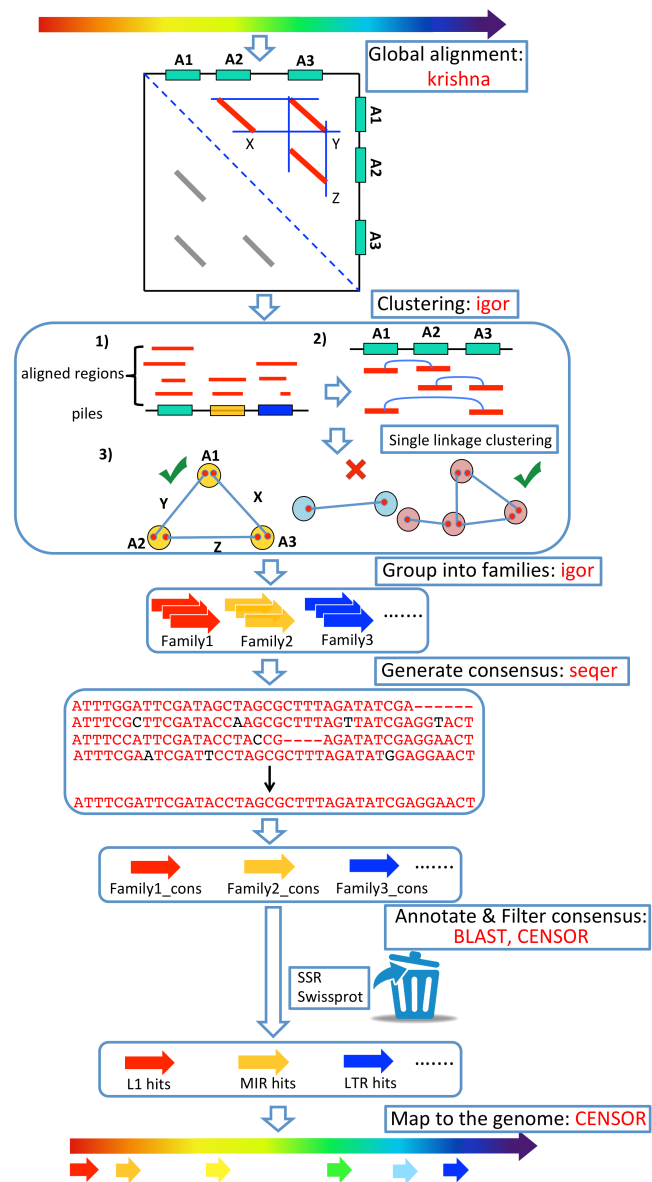 Global alignment:
krishna
A1 A2 A3
A1
A2
A3
X Y
Z
Clustering: igor
1)
aligned regions
piles
2)
A1 A2 A3
Single linkage clustering
3)
A1
Y X
A2 Z A3
Group into families: igor
Family1 Family2 Family3 .......
Generate consensus: seqer
ATTTGGATTCGATAGCTAGCGCTTTAGATATCGA------
ATTTCGCTTCGATACCAAGCGCTTTAGTTATCGAGGTACT
ATTTCCATTCGATACCTACCG----AGATATCGAGGAACT
ATTTCGAATCGATTCCTAGCGCTTTAGATATGGAGGAACT
ATTTCGATTCGATACCTAGCGCTTTAGATATCGAGGAACT
Family1_cons Family2_cons Family3_cons .......
Annotate & Filter consensus:
BLAST, CENSOR
SSR
Swissprot
L1 hits MIR hits LTR hits .......
Map to the genome: CENSOR